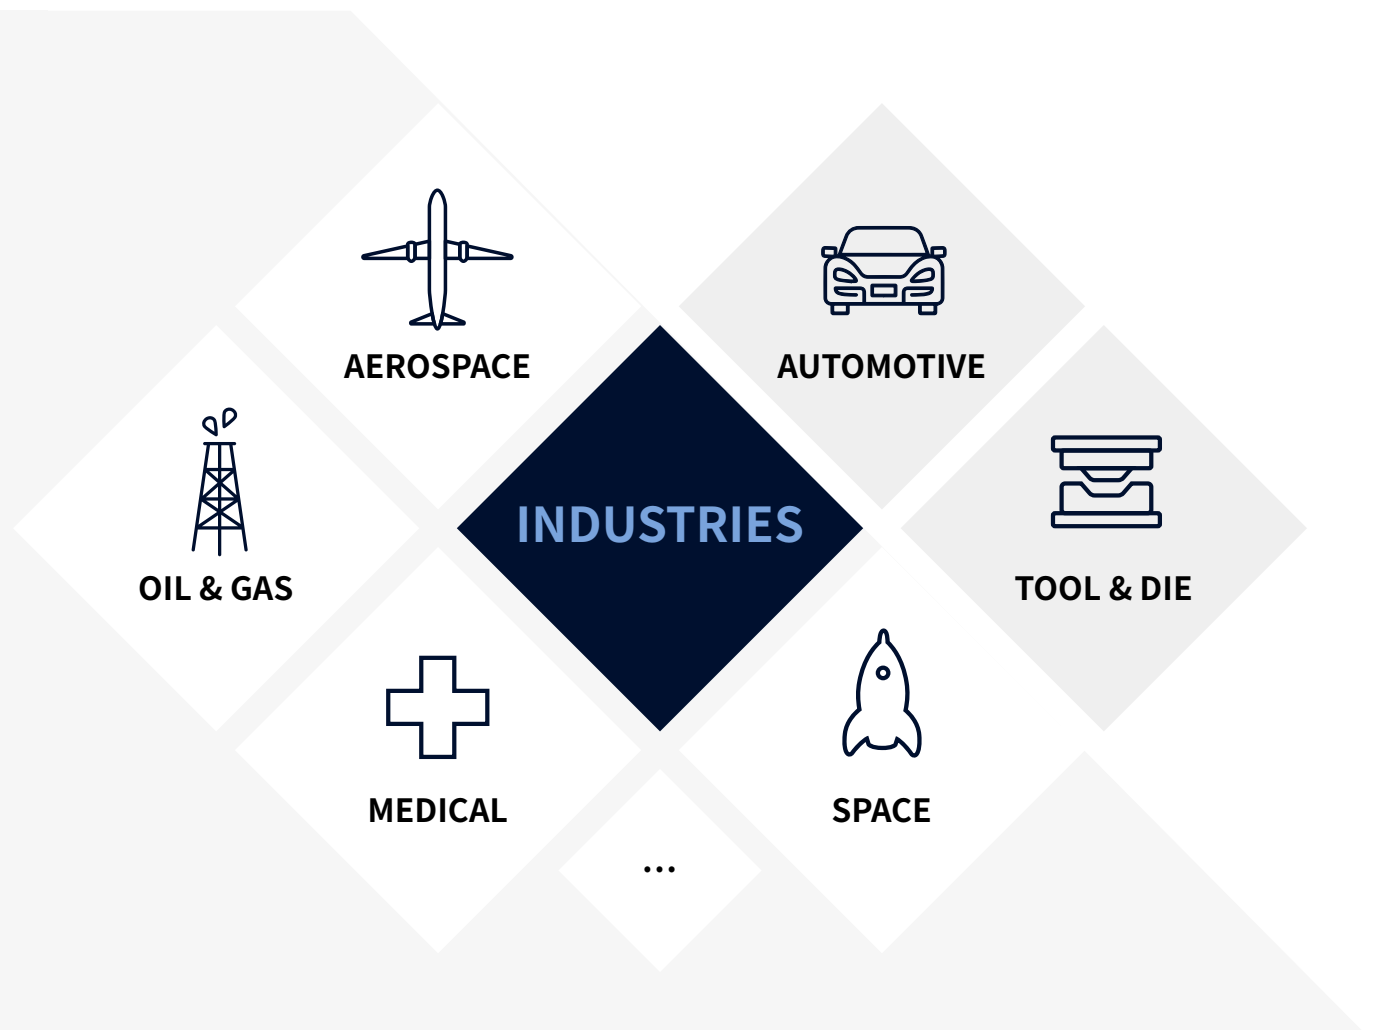 AEROSPACE
AUTOMOTIVE
INDUSTRIES
OIL & GAS
TOOL & DIE
MEDICAL
SPACE
...